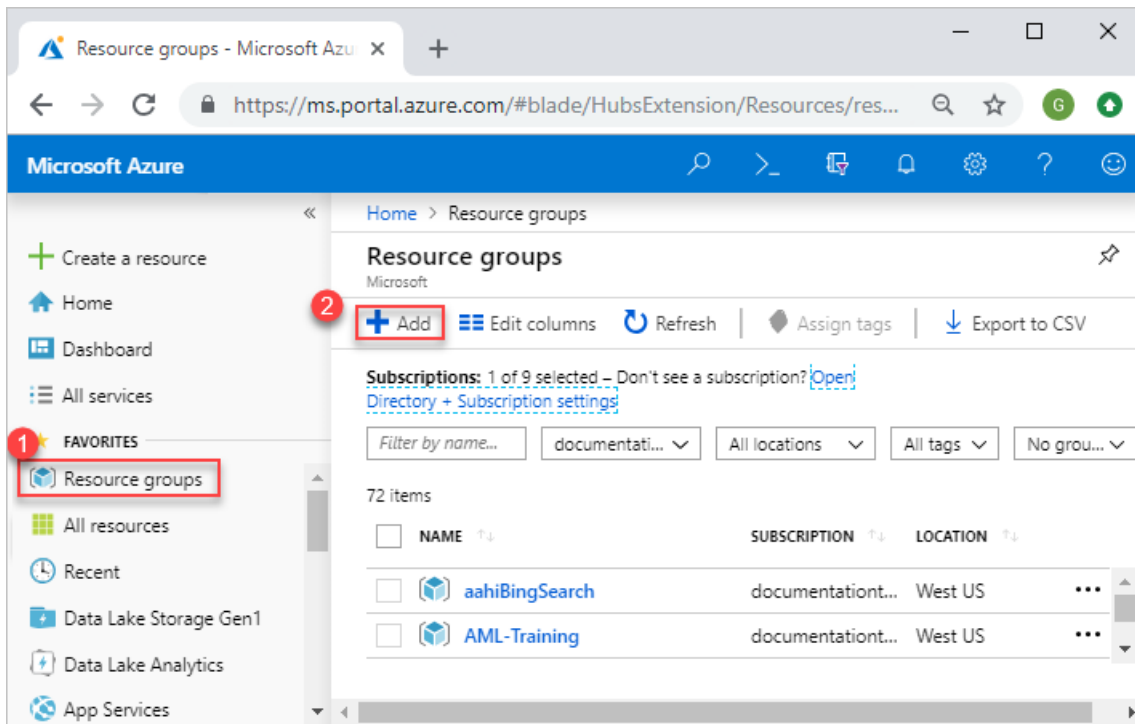 Resource groups - Microsoft Azu
https://ms.portal.azure.com/#blade/HubsExtension/Resources/res...
G
Microsoft Azure
Create a resource
Home
Dashboard
All services
1
FAVORITES
Resource groups
All resources
Recent
Data Lake Storage Gen1
Data Lake Analytics
App Services
Home > Resource groups
Resource groups
Microsoft
2
Add Edit columns Refresh Assign tags Export to CSV
Subscriptions: 1 of 9 selected – Don't see a subscription? Open
Directory + Subscription settings
Filter by name... documentati... All locations All tags No grou...
72 items
NAME SUBSCRIPTION LOCATION
aahiBingSearch documentationt... West US
AML-Training documentationt... West US